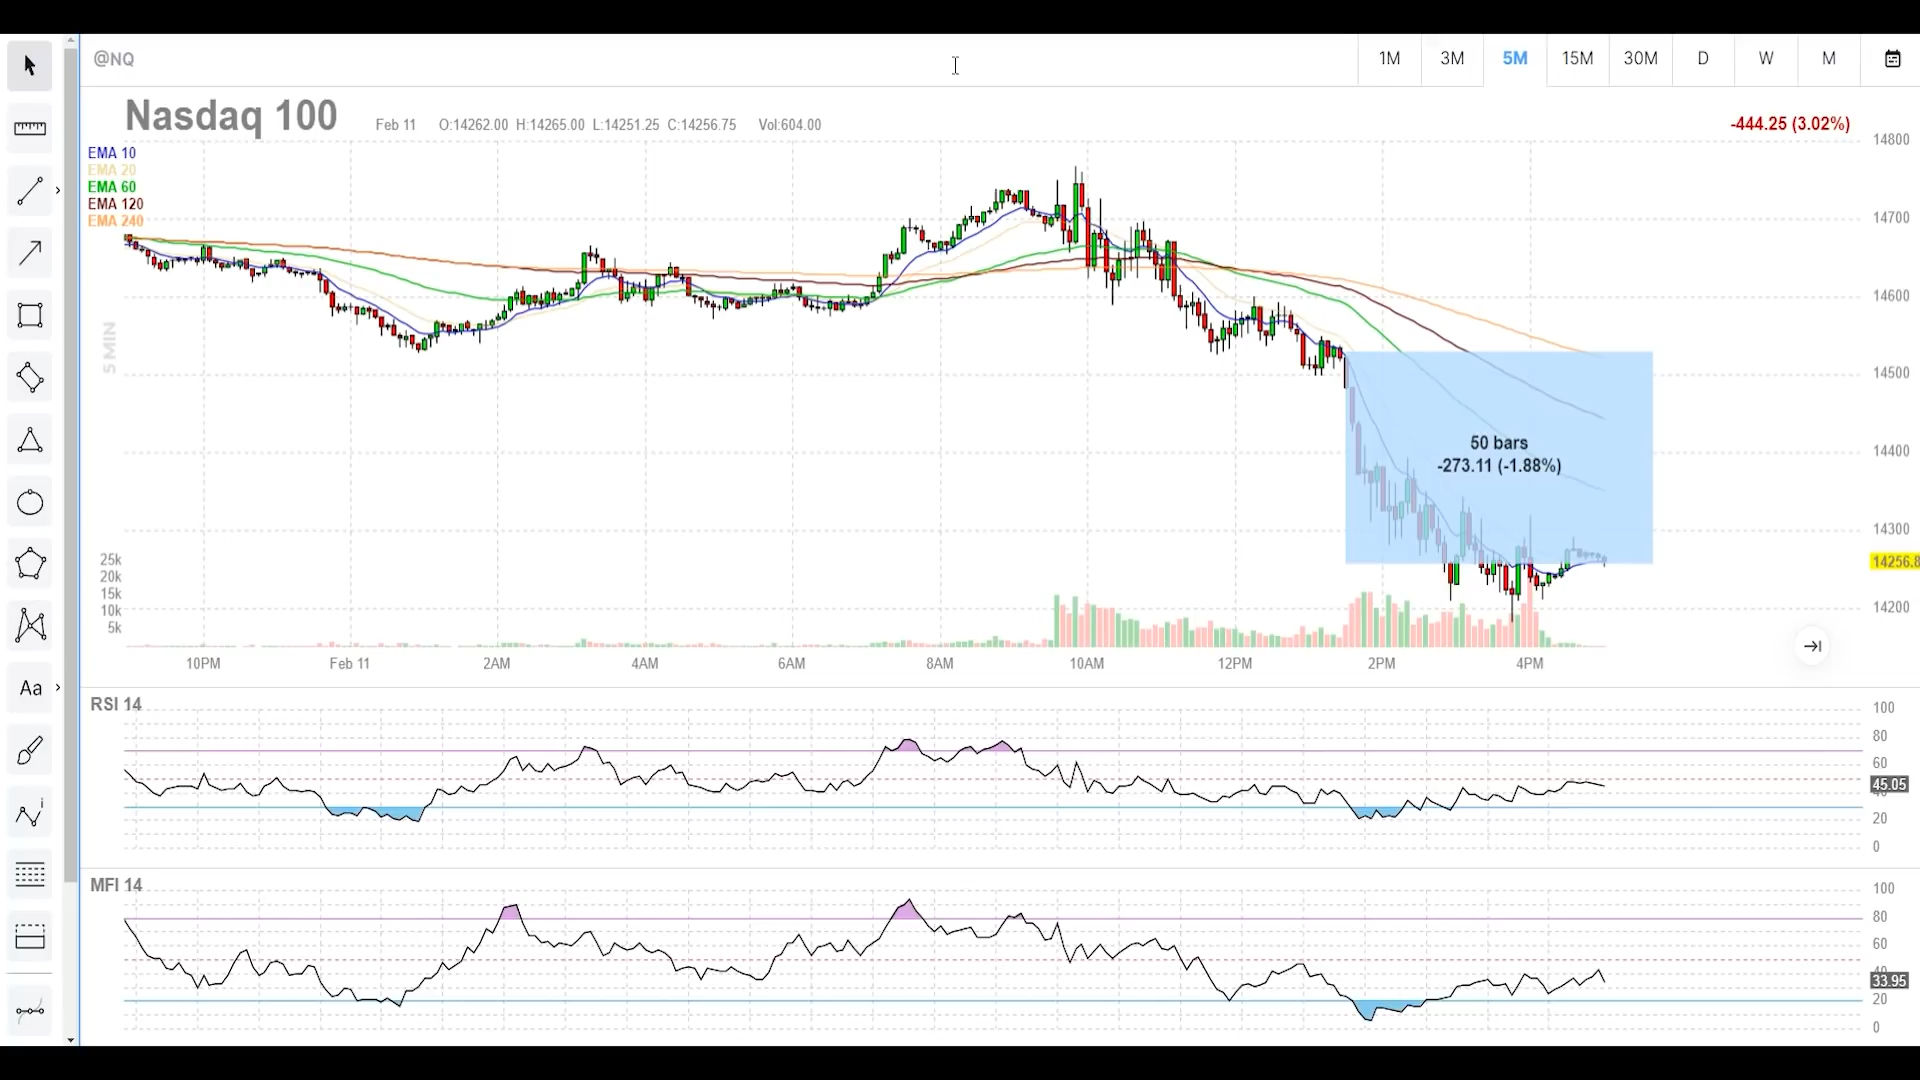 @NQ
1M 3M 5M 15M 30M D W M
Nasdaq 100 Feb 11 O:14262.00 H:14265.00 L:14251.25 C:14256.75 Vol:604.00
-444.25 (3.02%)
EMA 10
EMA 20
EMA 60
EMA 120
EMA 240
5 MIN
14800
14700
14600
14500
14400
14300
14256.8
14200
50 bars
-273.11 (-1.88%)
25k
20k
15k
10k
5k
10PM Feb 11 2AM 4AM 6AM 8AM 10AM 12PM 2PM 4PM
Aa
RSI 14
100
80
60
45.05
20
0
MFI 14
100
80
60
40
33.95
20
0